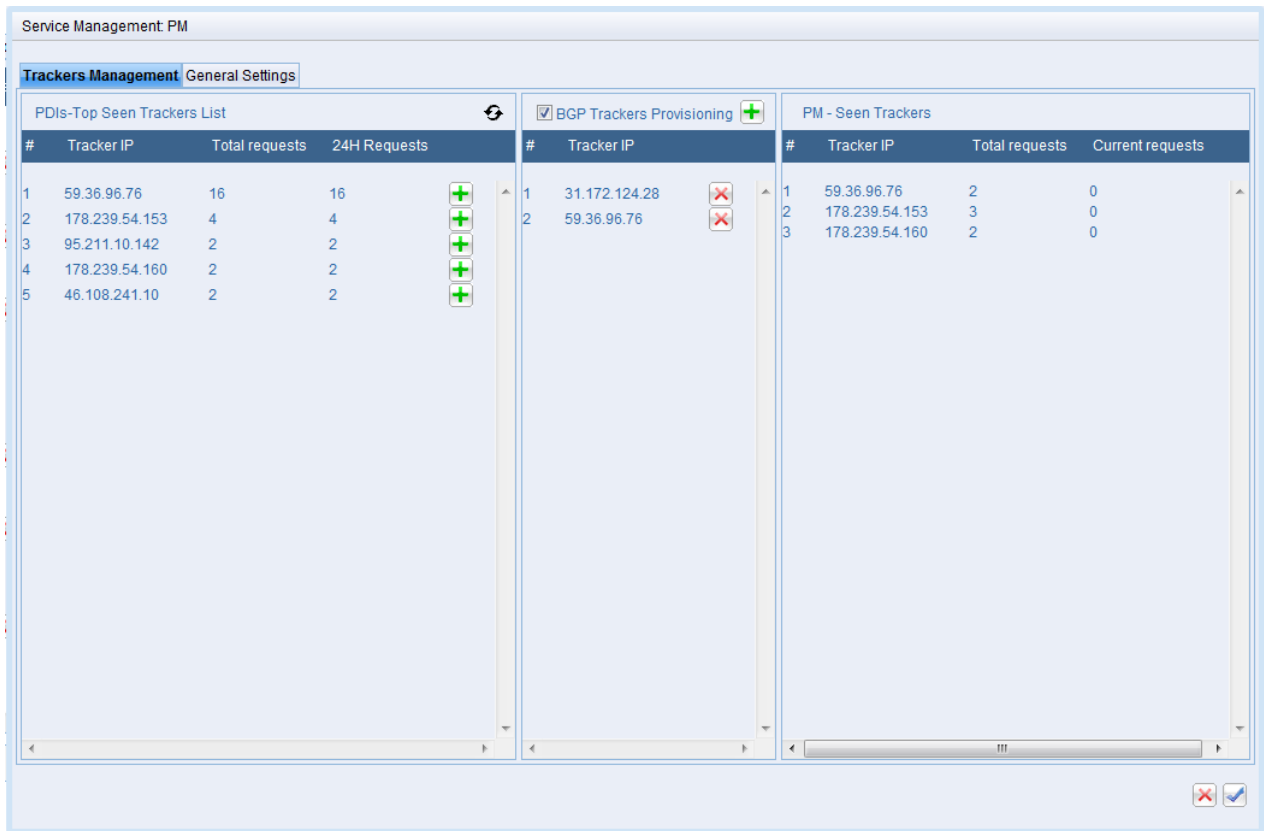 Service Management: PM
Trackers Management General Settings
PDIs-Top Seen Trackers List
# Tracker IP Total requests 24H Requests
1 59.36.96.76 16 16
2 178.239.54.153 4 4
3 95.211.10.142 2 2
4 178.239.54.160 2 2
5 46.108.241.10 2 2
BGP Trackers Provisioning
# Tracker IP
1 31.172.124.28
2 59.36.96.76
PM - Seen Trackers
# Tracker IP Total requests Current requests
1 59.36.96.76 2 0
2 178.239.54.153 3 0
3 178.239.54.160 2 0